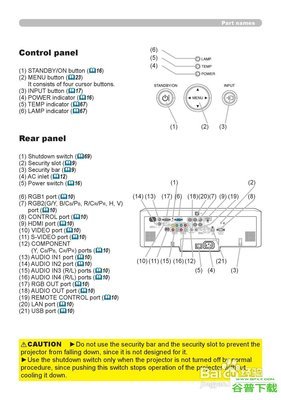 Part names
Control panel
(1) STANDBY/ON button (📖16)
(2) MENU button (📖23)
It consists of four cursor buttons.
(3) INPUT button (📖17)
(4) POWER indicator (📖16)
(5) TEMP indicator (📖67)
(6) LAMP indicator (📖67)
(6)
(5)
(4)
LAMP
TEMP
POWER
STANDBY/ON
MENU
INPUT
(1)
(2)
(3)
Rear panel
(1) Shutdown switch (📖69)
(2) Security slot (📖9)
(3) Security bar (📖9)
(4) AC inlet (📖12)
(5) Power switch (📖16)
(6) RGB1 port (📖10)
(7) RGB2(G/Y, B/CB/PB, R/CR/PR, H, V)
port (📖10)
(8) CONTROL port (📖10)
(9) HDMI port (📖10)
(10) VIDEO port (📖10)
(11) S-VIDEO port (📖10)
(12) COMPONENT
(Y, CB/PB, CR/PR) ports (📖10)
(13) AUDIO IN1 port (📖10)
(14) AUDIO IN2 port (📖10)
(15) AUDIO IN3 (R/L) ports (📖10)
(16) AUDIO IN4 (R/L) ports (📖10)
(17) RGB OUT port (📖10)
(18) AUDIO OUT port (📖10)
(19) REMOTE CONTROL port (📖10)
(20) LAN port (📖10)
(21) USB port (📖10)
(1)
(2)
(14) (13) (17) (6) (18)(20) (7) (9) (19) (8)
(10) (11) (15) (16) (12)
(21)
(5) (4)
(3)
⚠CAUTION ►Do not use the security bar and the security slot to prevent the
projector from falling down, since it is not designed for it.
►Use the shutdown switch only when the projector is not turned off by normal
procedure, since pushing this switch stops operation of the projector without
cooling it down.
Baidu经验
谷普下载